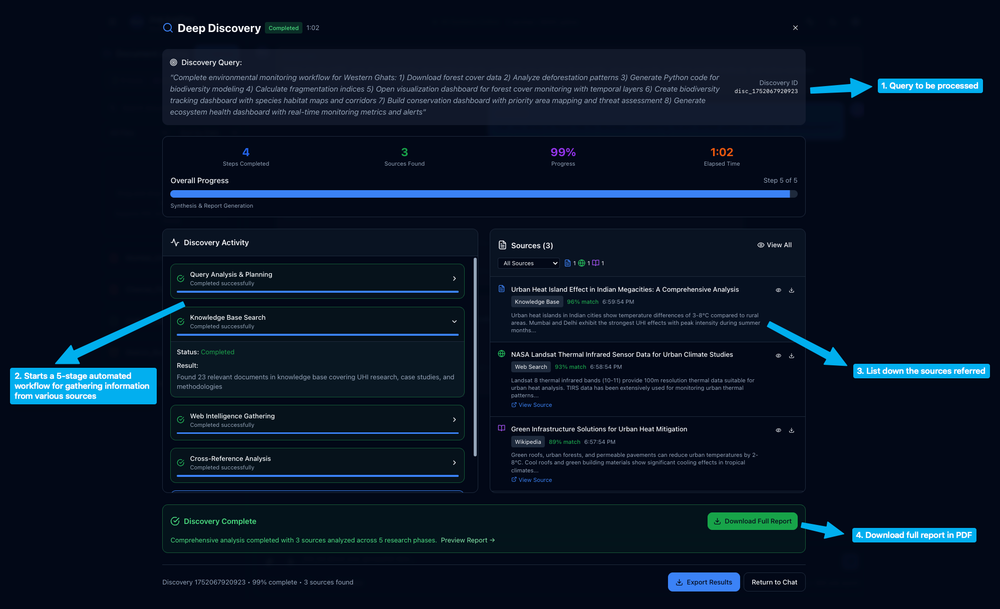 Deep Discovery
Completed
1:02
Discovery Query:
"Complete environmental monitoring workflow for Western Ghats: 1) Download forest cover data 2) Analyze deforestation patterns 3) Generate Python code for
biodiversity modeling 4) Calculate fragmentation indices 5) Open visualization dashboard for forest cover monitoring with temporal layers 6) Create biodiversity
tracking dashboard with species habitat maps and corridors 7) Build conservation dashboard with priority area mapping and threat assessment 8) Generate
ecosystem health dashboard with real-time monitoring metrics and alerts"
Discovery ID
disc_1752067920923
1. Query to be processed
4
Steps Completed
3
Sources Found
99%
Progress
1:02
Elapsed Time
Overall Progress
Step 5 of 5
Synthesis & Report Generation
Discovery Activity
Query Analysis & Planning
Completed successfully
Knowledge Base Search
Completed successfully
Status: Completed
Result:
Found 23 relevant documents in knowledge base covering UHI research, case studies, and
methodologies
Web Intelligence Gathering
Completed successfully
Cross-Reference Analysis
Completed successfully
2. Starts a 5-stage automated
workflow for gathering information
from various sources
Sources (3)
View All
All Sources
1
1
1
Urban Heat Island Effect in Indian Megacities: A Comprehensive Analysis
Knowledge Base
96% match
6:59:54 PM
Urban heat islands in Indian cities show temperature differences of 3-8°C compared to rural
areas. Mumbai and Delhi exhibit the strongest UHI effects with peak intensity during summer
months...
NASA Landsat Thermal Infrared Sensor Data for Urban Climate Studies
Web Search
93% match
6:58:54 PM
Landsat 8 thermal infrared bands (10-11) provide 100m resolution thermal data suitable for
urban heat analysis. TIRS data has been extensively used for monitoring urban thermal
patterns...
View Source
Green Infrastructure Solutions for Urban Heat Mitigation
Wikipedia
89% match
6:57:54 PM
Green roofs, urban forests, and permeable pavements can reduce urban temperatures by 2-
8°C. Cool roofs and green building materials show significant cooling effects in tropical
climates...
View Source
3. List down the sources referred
Discovery Complete
Download Full Report
Comprehensive analysis completed with 3 sources analyzed across 5 research phases.
Preview Report →
4. Download full report in PDF
Discovery 1752067920923 • 99% complete • 3 sources found
Export Results
Return to Chat